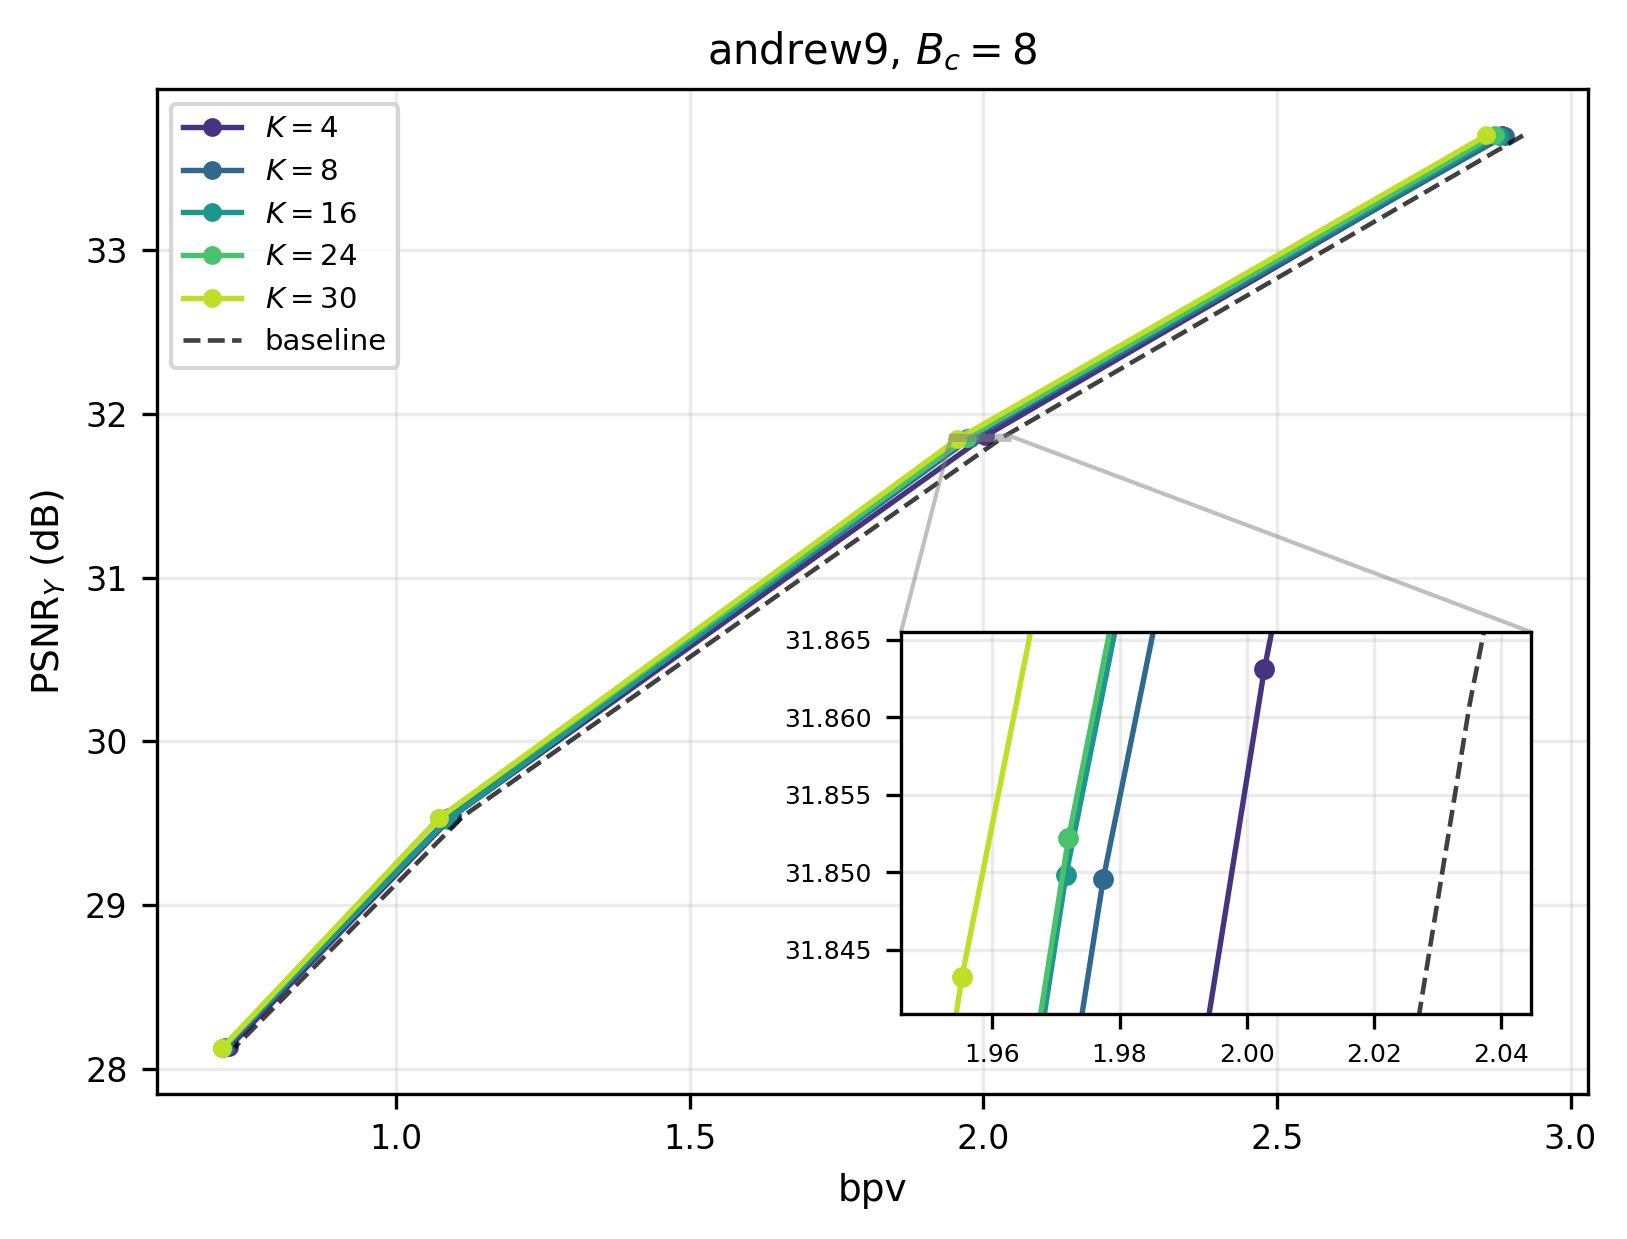 andrew9, B_c = 8
K = 4
K = 8
K = 16
K = 24
K = 30
baseline
PSNR_Y (dB)
33
32
31
30
29
28
31.865
31.860
31.855
31.850
31.845
1.96 1.98 2.00 2.02 2.04
1.0 1.5 2.0 2.5 3.0
bpv